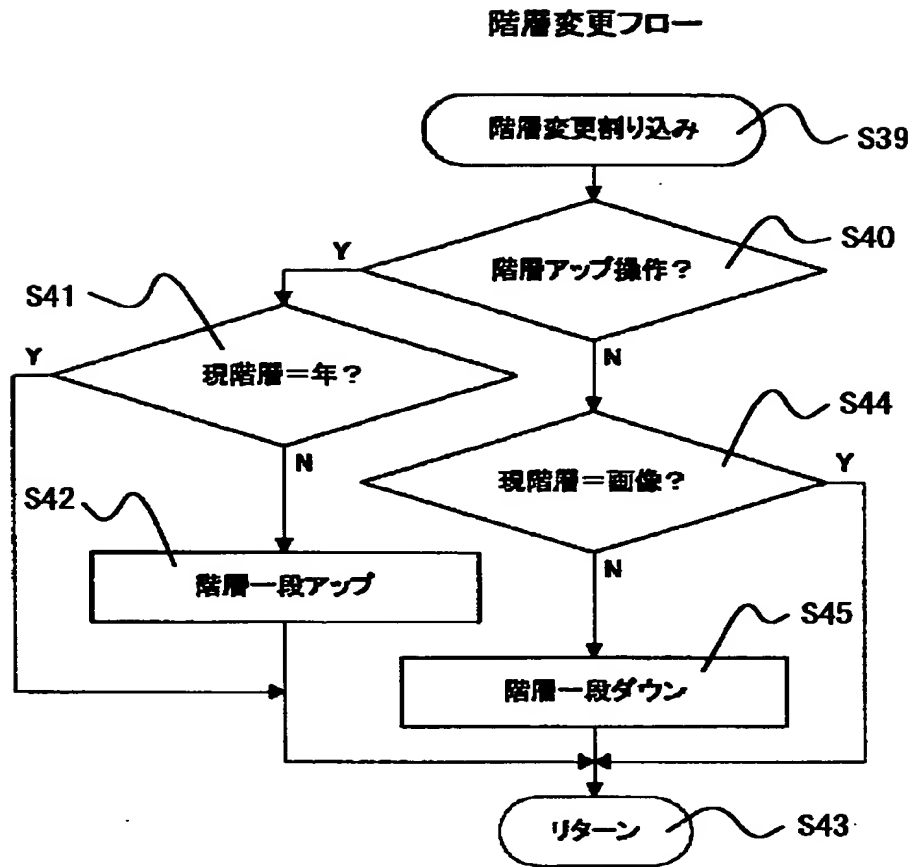 階層変更フロー
階層変更割り込み
S39
階層アップ操作?
S40
Y
N
S41
現階層=年?
Y
N
S44
現階層=画像?
Y
N
S42
階層一段アップ
S45
階層一段ダウン
リターン
S43